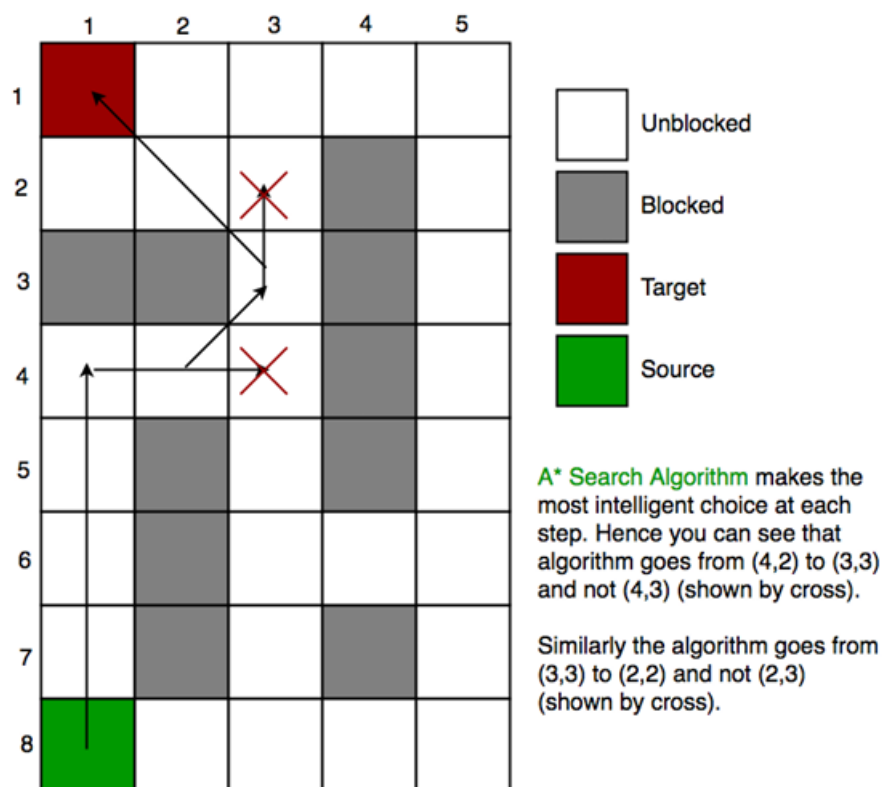 1 2 3 4 5
1
Unblocked
2
Blocked
3
Target
4
Source
5
A* Search Algorithm makes the
most intelligent choice at each
step. Hence you can see that
algorithm goes from (4,2) to (3,3)
and not (4,3) (shown by cross).
6
7
Similarly the algorithm goes from
(3,3) to (2,2) and not (2,3)
(shown by cross).
8